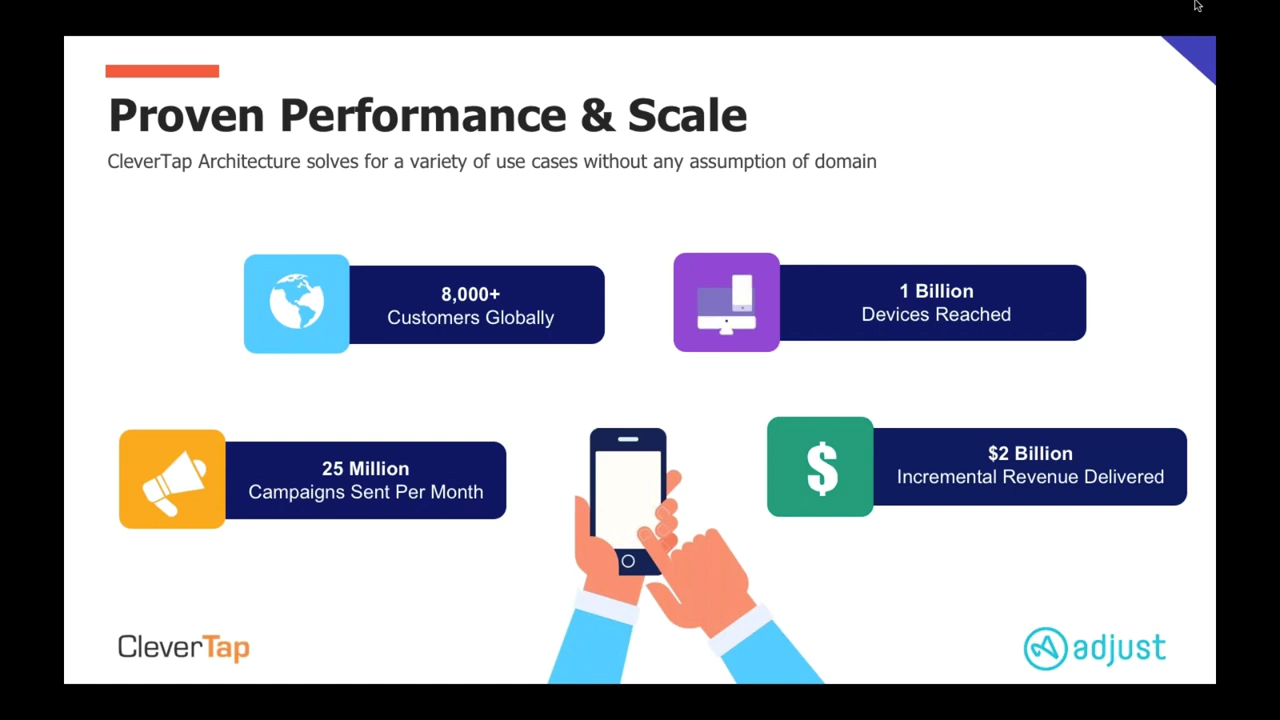 Proven Performance & Scale
CleverTap Architecture solves for a variety of use cases without any assumption of domain
8,000+
Customers Globally
1 Billion
Devices Reached
25 Million
Campaigns Sent Per Month
$2 Billion
Incremental Revenue Delivered
CleverTap
adjust